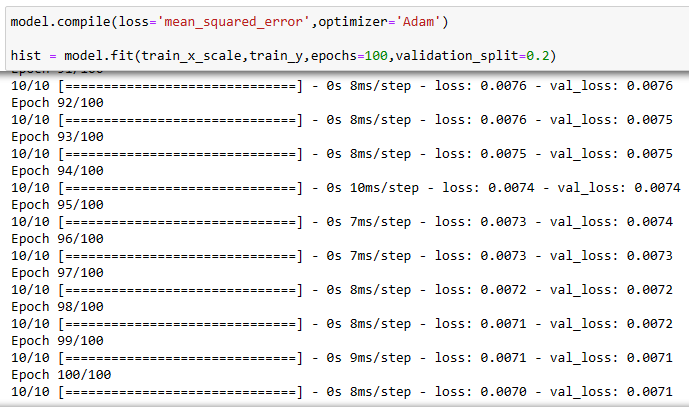 model.compile(loss='mean_squared_error',optimizer='Adam')
hist = model.fit(train_x_scale,train_y,epochs=100,validation_split=0.2)
Epoch 91/100
10/10 [==============================] - 0s 8ms/step - loss: 0.0076 - val_loss: 0.0076
Epoch 92/100
10/10 [==============================] - 0s 8ms/step - loss: 0.0076 - val_loss: 0.0075
Epoch 93/100
10/10 [==============================] - 0s 8ms/step - loss: 0.0075 - val_loss: 0.0075
Epoch 94/100
10/10 [==============================] - 0s 10ms/step - loss: 0.0074 - val_loss: 0.0074
Epoch 95/100
10/10 [==============================] - 0s 7ms/step - loss: 0.0073 - val_loss: 0.0074
Epoch 96/100
10/10 [==============================] - 0s 7ms/step - loss: 0.0073 - val_loss: 0.0073
Epoch 97/100
10/10 [==============================] - 0s 8ms/step - loss: 0.0072 - val_loss: 0.0072
Epoch 98/100
10/10 [==============================] - 0s 8ms/step - loss: 0.0071 - val_loss: 0.0072
Epoch 99/100
10/10 [==============================] - 0s 9ms/step - loss: 0.0071 - val_loss: 0.0071
Epoch 100/100
10/10 [==============================] - 0s 8ms/step - loss: 0.0070 - val_loss: 0.0071